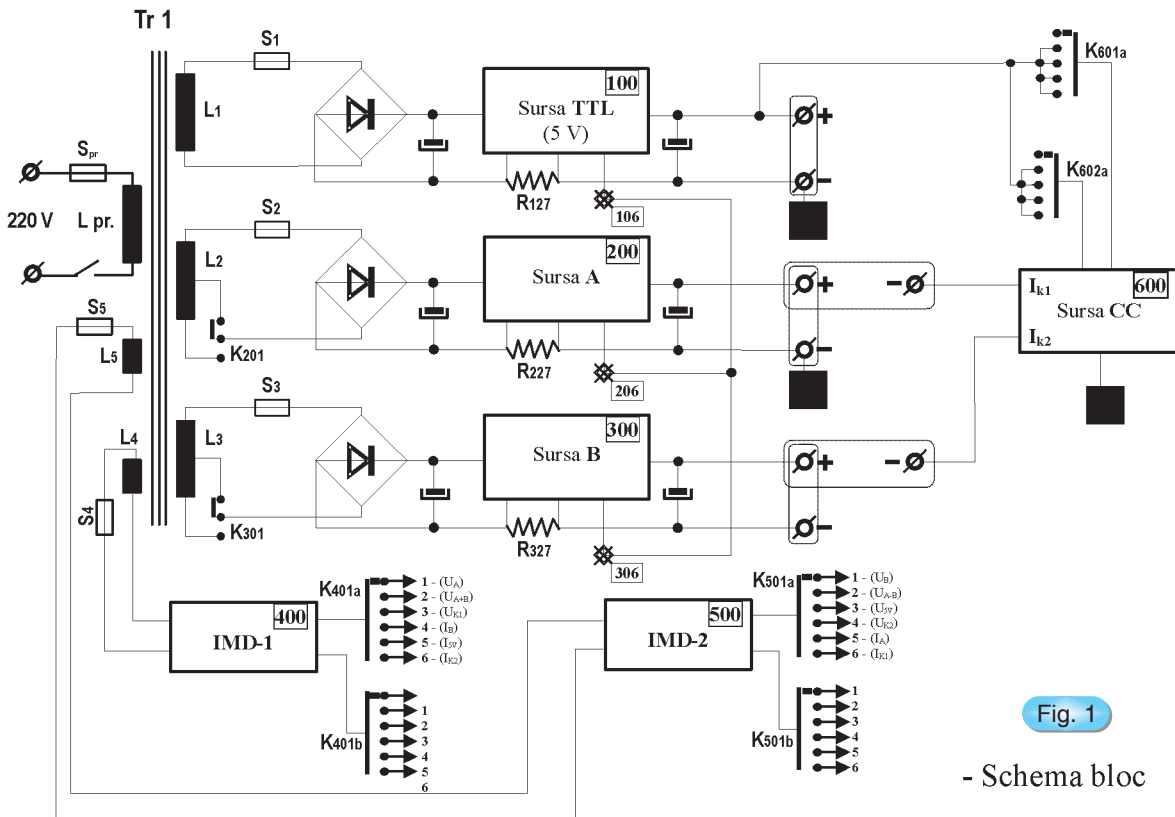 Tr 1
S1
L1
100
Sursa TTL
(5 V)
R127
106
+
-
K601a
K602a
Spr
220 V
L pr.
S2
L2
K201
200
Sursa A
R227
206
+
-
-
Ik1
600
Sursa CC
Ik2
S5
L5
S3
L3
K301
300
Sursa B
R327
306
+
-
-
L4
S4
400
IMD-1
K401a
1 - (UA)
2 - (UA+B)
3 - (UK1)
4 - (IB)
5 - (I5V)
6 - (IK2)
K401b
1
2
3
4
5
6
500
IMD-2
K501a
1 - (UB)
2 - (UA-B)
3 - (U5V)
4 - (UK2)
5 - (IA)
6 - (IK1)
K501b
1
2
3
4
5
6
Fig. 1
- Schema bloc